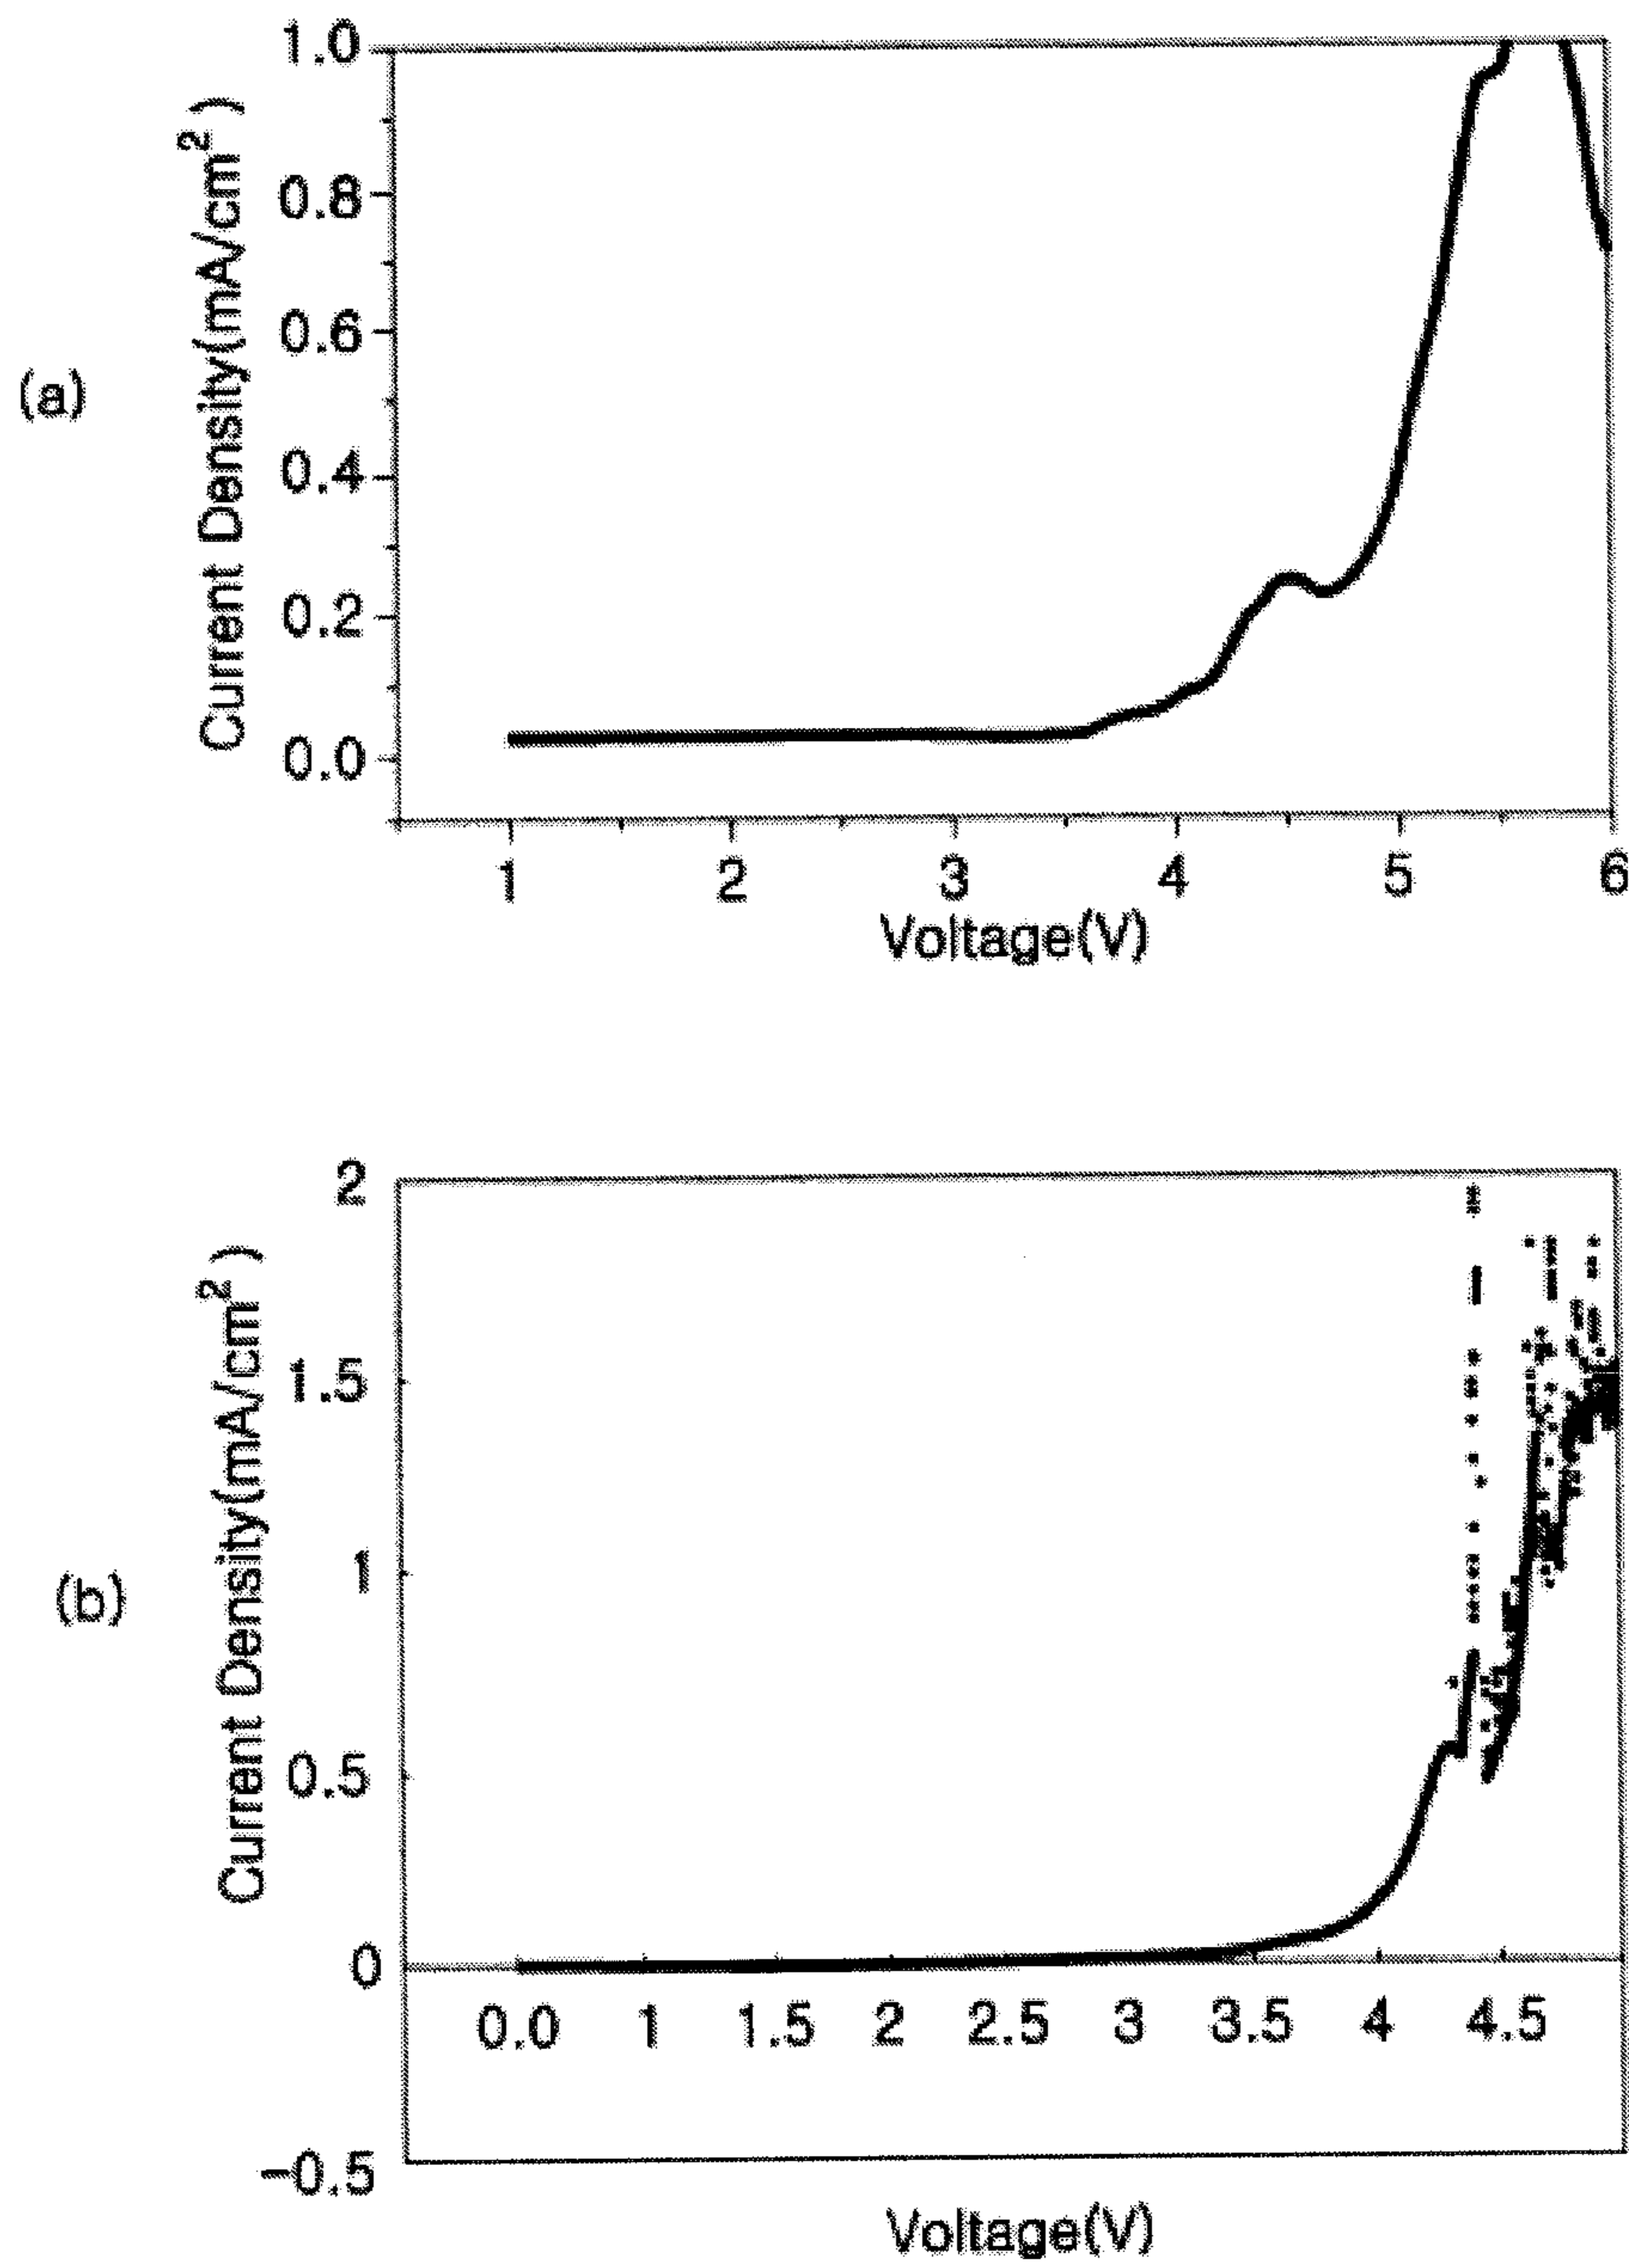 (a)
Current Density(mA/cm²)
1.0
0.8
0.6
0.4
0.2
0.0
1 2 3 4 5 6
Voltage(V)
(b)
Current Density(mA/cm²)
2
1.5
1
0.5
0
-0.5
0.0 1 1.5 2 2.5 3 3.5 4 4.5
Voltage(V)